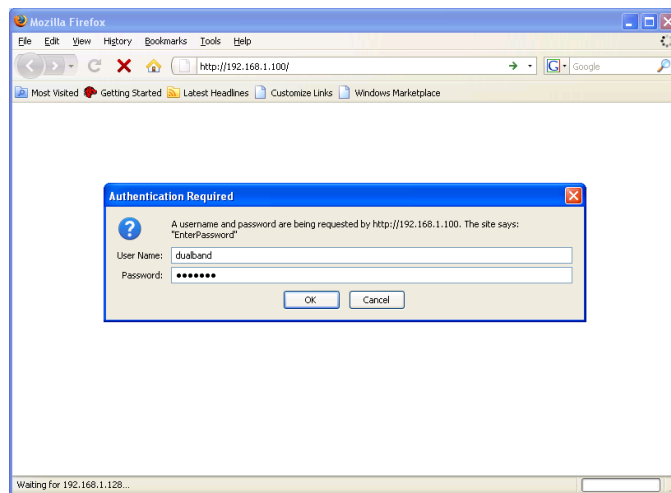 Mozilla Firefox
File Edit View History Bookmarks Tools Help
http://192.168.1.100/ G Google
Most Visited Getting Started Latest Headlines Customize Links Windows Marketplace
Authentication Required
A username and password are being requested by http://192.168.1.100. The site says:
"EnterPassword"
User Name: dualband
Password: •••••••
OK Cancel
Waiting for 192.168.1.128...